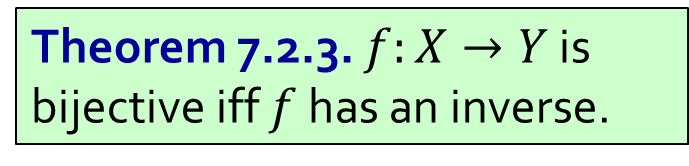 Theorem 7.2.3. f: X → Y is
bijective iff f has an inverse.